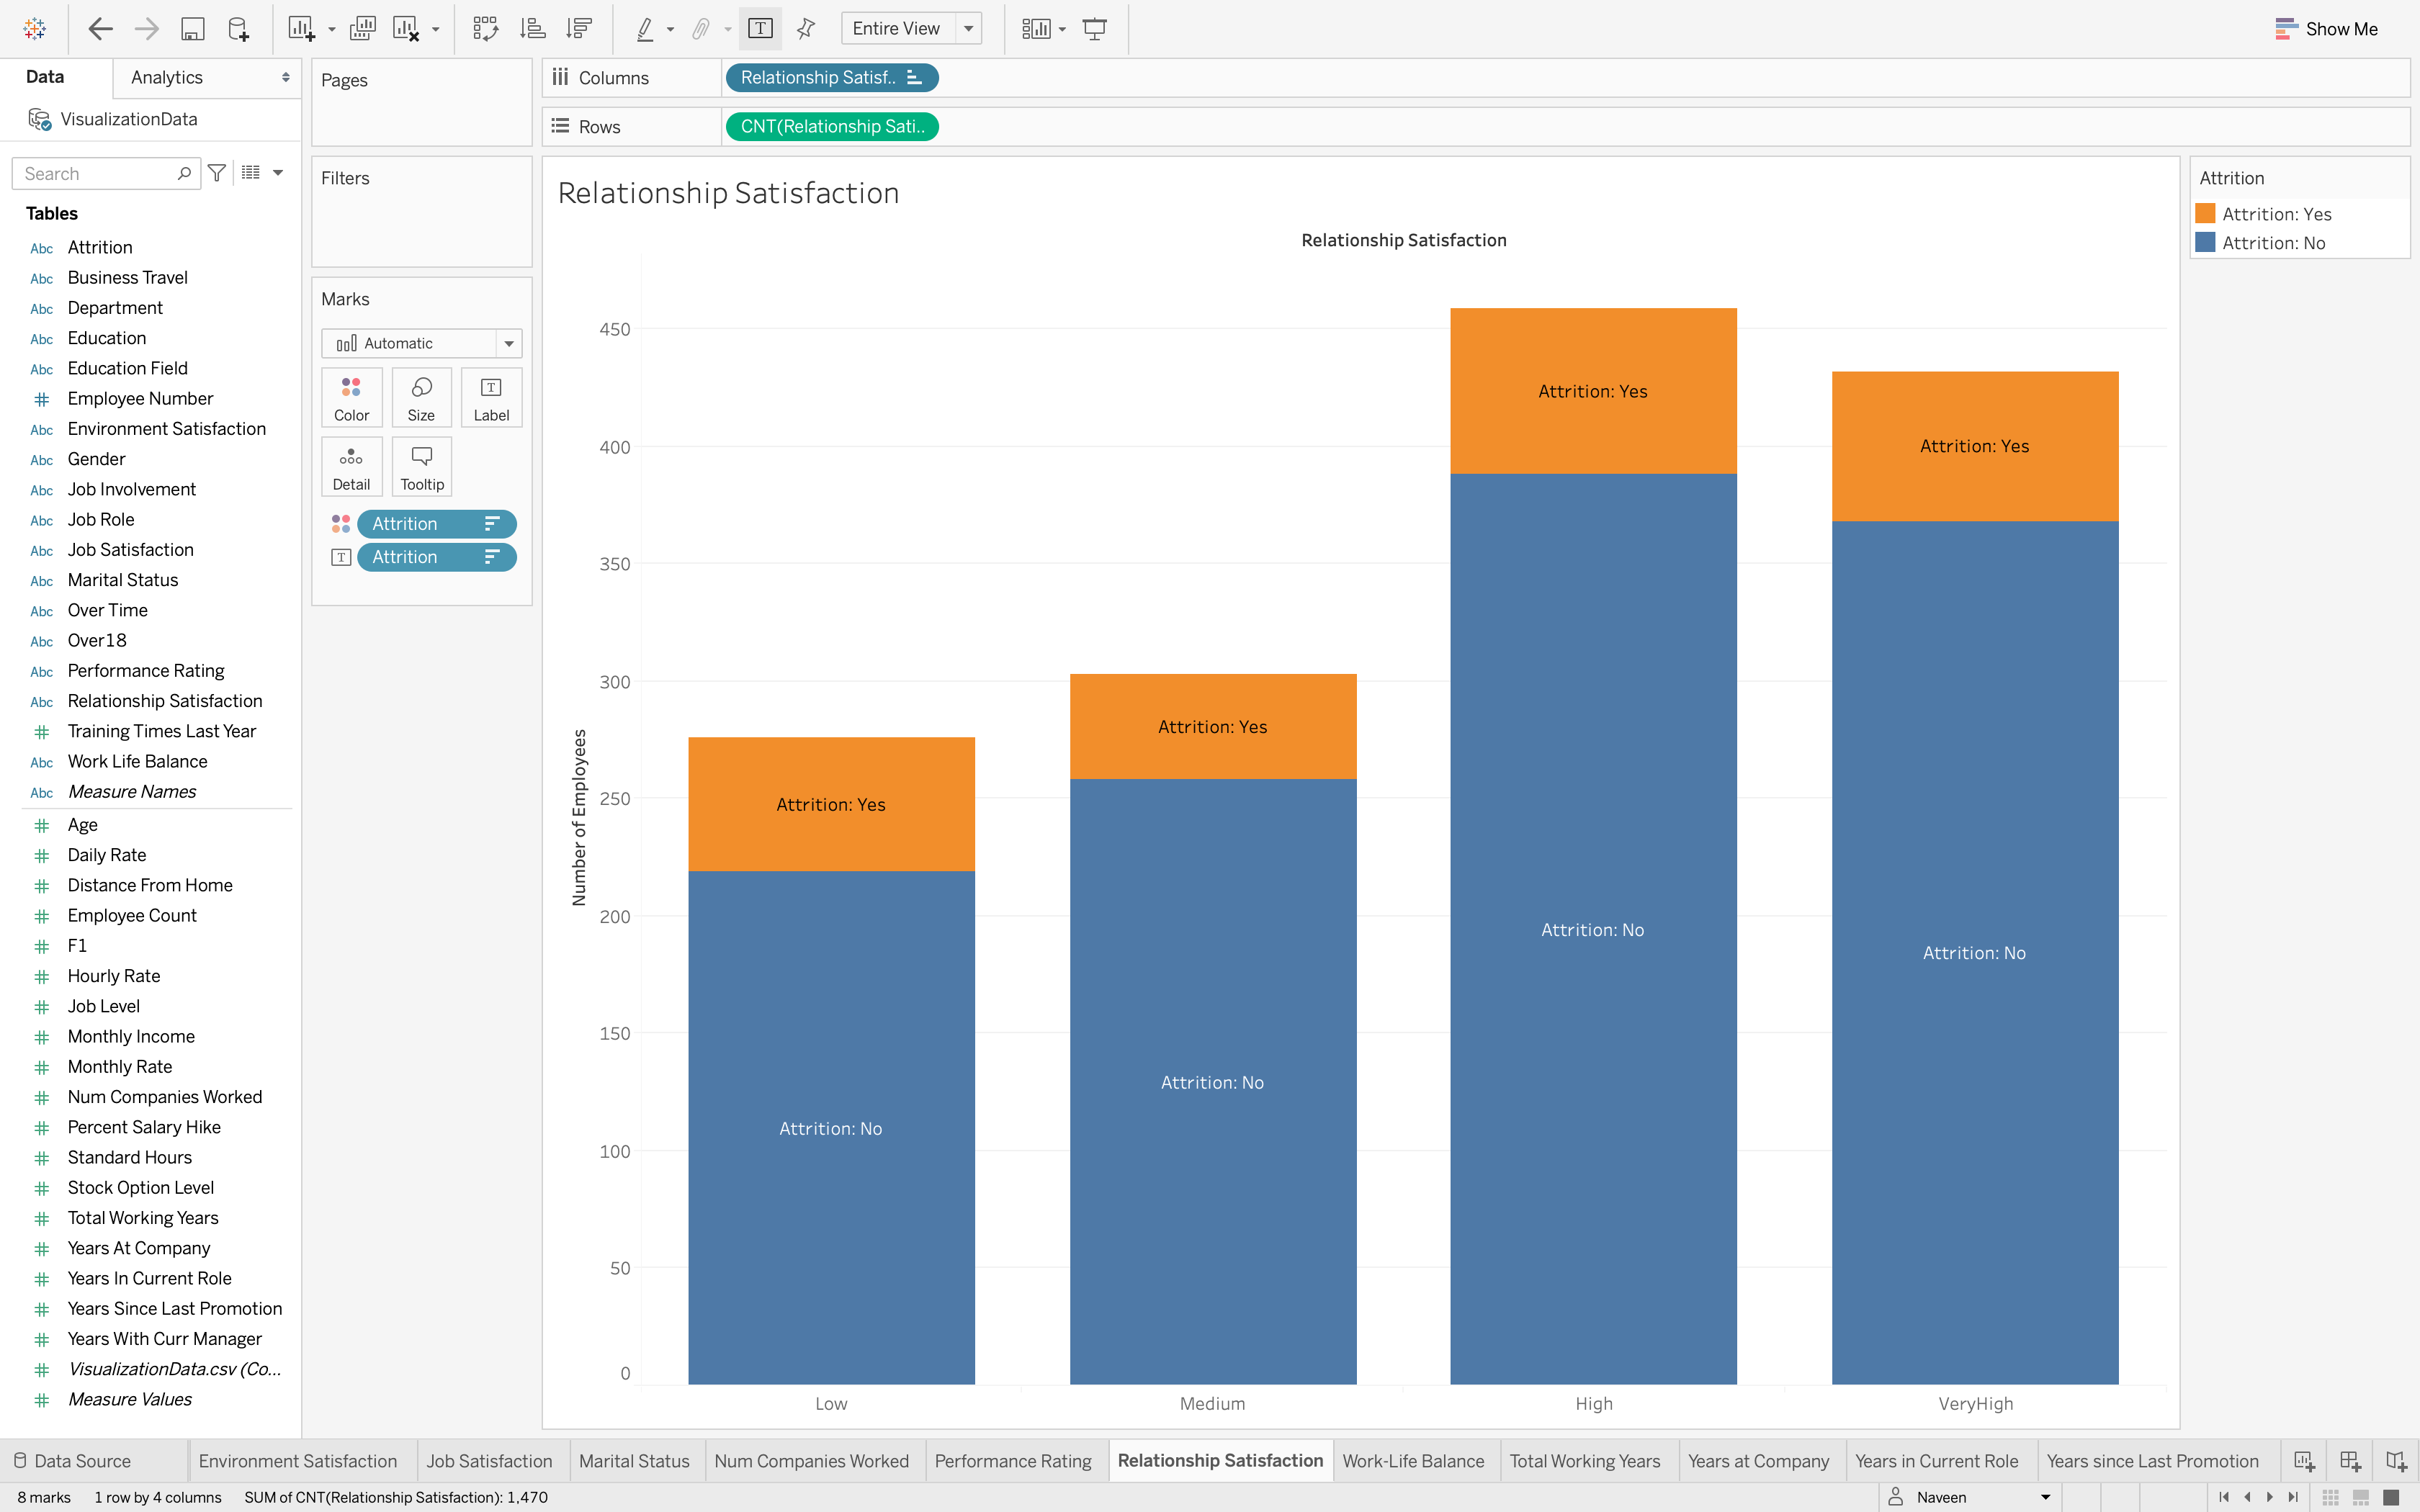 Entire View
Show Me
Data
Analytics
VisualizationData
Search
Tables
Abc Attrition
Abc Business Travel
Abc Department
Abc Education
Abc Education Field
# Employee Number
Abc Environment Satisfaction
Abc Gender
Abc Job Involvement
Abc Job Role
Abc Job Satisfaction
Abc Marital Status
Abc Over Time
Abc Over18
Abc Performance Rating
Abc Relationship Satisfaction
# Training Times Last Year
Abc Work Life Balance
Abc Measure Names
# Age
# Daily Rate
# Distance From Home
# Employee Count
# F1
# Hourly Rate
# Job Level
# Monthly Income
# Monthly Rate
# Num Companies Worked
# Percent Salary Hike
# Standard Hours
# Stock Option Level
# Total Working Years
# Years At Company
# Years In Current Role
# Years Since Last Promotion
# Years With Curr Manager
# VisualizationData.csv (Co...
# Measure Values
Pages
Filters
Marks
Automatic
Color
Size
Label
Detail
Tooltip
Attrition
Attrition
Columns
Relationship Satisf..
Rows
CNT(Relationship Sati..
Relationship Satisfaction
Relationship Satisfaction
Number of Employees
450
400
350
300
250
200
150
100
50
0
Attrition: Yes
Attrition: No
Attrition: Yes
Attrition: No
Attrition: Yes
Attrition: No
Attrition: Yes
Attrition: No
Low
Medium
High
VeryHigh
Attrition
Attrition: Yes
Attrition: No
Data Source
Environment Satisfaction
Job Satisfaction
Marital Status
Num Companies Worked
Performance Rating
Relationship Satisfaction
Work-Life Balance
Total Working Years
Years at Company
Years in Current Role
Years since Last Promotion
8 marks
1 row by 4 columns
SUM of CNT(Relationship Satisfaction): 1,470
Naveen